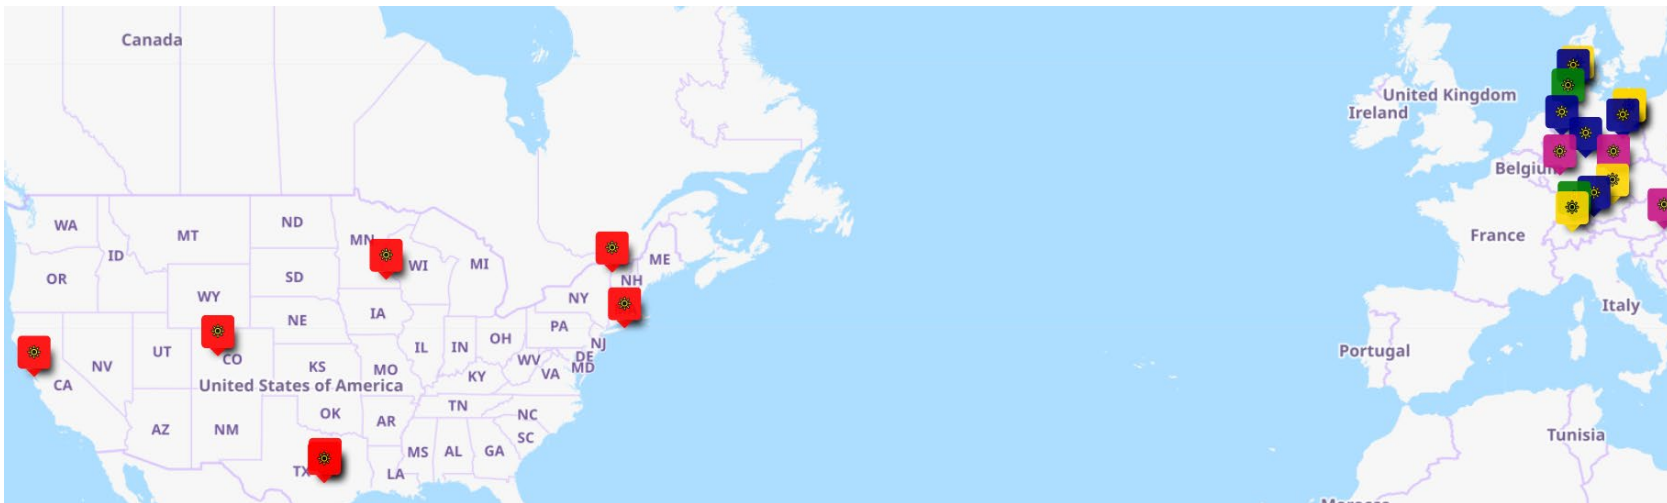 Canada
United Kingdom
Ireland
Belgium
WA
MT
ND
MN
ID
OR
SD
WI
MI
ME
NH
WY
NY
IA
NE
PA
Italy
NV
UT
CO
IL
IN
OH
NJ
WV
DE
MD
VA
KS
MO
KY
CA
United States of America
France
Portugal
TN
OK
AR
NC
AZ
NM
SC
MS
AL
GA
TX
LA
Tunisia
Morocco